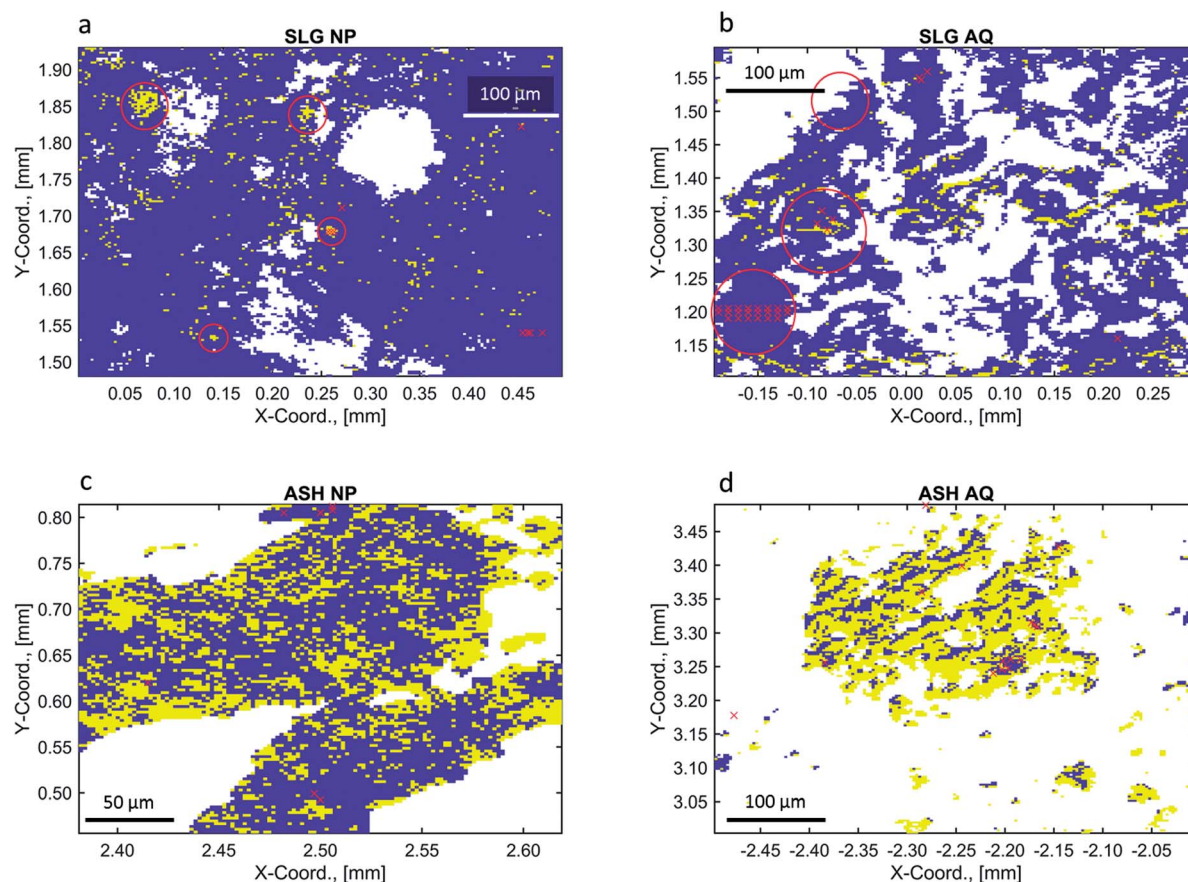 a
SLG NP
1.90
1.85
1.80
1.75
1.70
1.65
1.60
1.55
1.50
Y-Coord., [mm]
100 µm
0.05 0.10 0.15 0.20 0.25 0.30 0.35 0.40 0.45
X-Coord., [mm]
b
SLG AQ
1.55
1.50
1.45
1.40
1.35
1.30
1.25
1.20
1.15
Y-Coord., [mm]
100 µm
-0.15 -0.10 -0.05 0.00 0.05 0.10 0.15 0.20 0.25
X-Coord., [mm]
c
ASH NP
0.80
0.75
0.70
0.65
0.60
0.55
0.50
Y-Coord., [mm]
50 µm
2.40 2.45 2.50 2.55 2.60
X-Coord., [mm]
d
ASH AQ
3.45
3.40
3.35
3.30
3.25
3.20
3.15
3.10
3.05
Y-Coord., [mm]
100 µm
-2.45 -2.40 -2.35 -2.30 -2.25 -2.20 -2.15 -2.10 -2.05 -2.00
X-Coord., [mm]